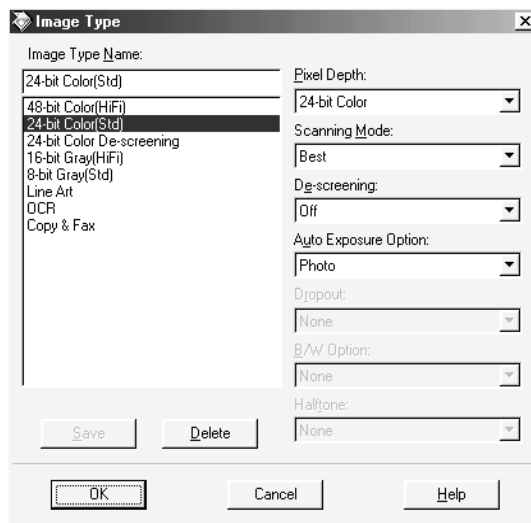 Image Type
Image Type Name:
24-bit Color(Std)
48-bit Color(HiFi)
24-bit Color(Std)
24-bit Color De-screening
16-bit Gray(HiFi)
8-bit Gray(Std)
Line Art
OCR
Copy & Fax
Save
Delete
Pixel Depth:
24-bit Color
Scanning Mode:
Best
De-screening:
Off
Auto Exposure Option:
Photo
Dropout:
None
B/W Option:
None
Halftone:
None
OK
Cancel
Help